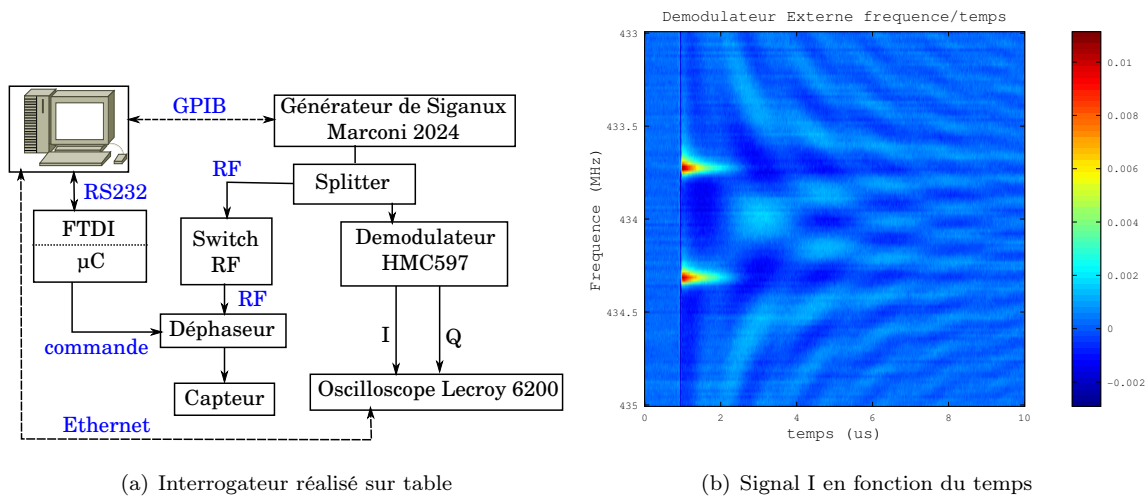 GPIB
Générateur de Siganux
Marconi 2024
RS232
RF
Splitter
FTDI
µC
Switch
RF
Demodulateur
HMC597
RF
Déphaseur
commande
I
Q
Capteur
Oscilloscope Lecroy 6200
Ethernet
(a) Interrogateur réalisé sur table
Demodulateur Externe frequence/temps
433
433.5
434
434.5
435
Frequence (MHz)
0
2
4
6
8
10
temps (us)
0.01
0.008
0.006
0.004
0.002
0
-0.002
(b) Signal I en fonction du temps